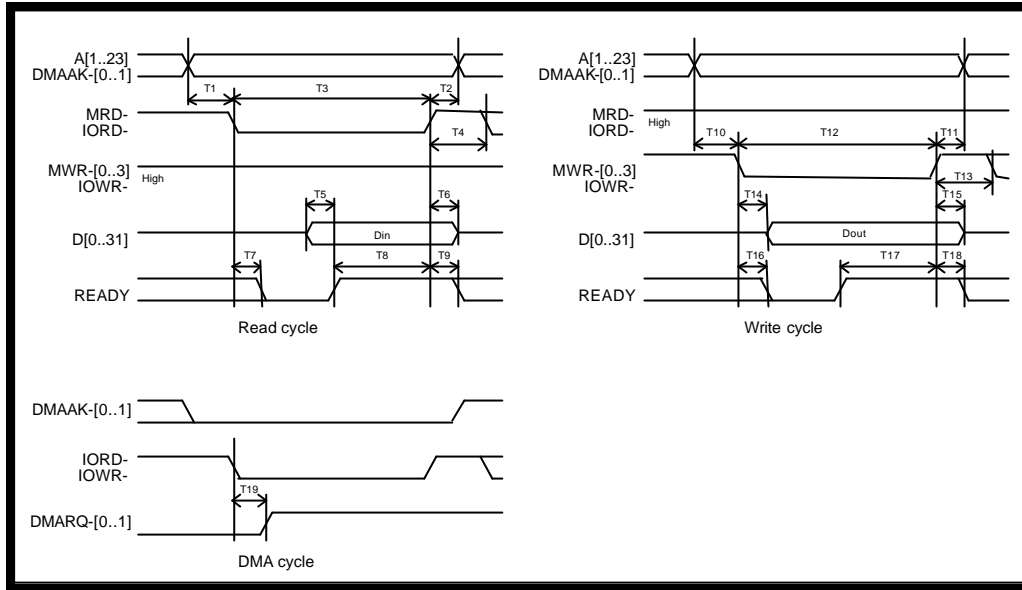 A[1..23]
DMAAK-[0..1]
T1
T3
T2
MRD-
IORD-
T4
MWR-[0..3]
IOWR-
High
T5
T6
D[0..31]
Din
T7
T8
T9
READY
Read cycle
A[1..23]
DMAAK-[0..1]
MRD-
IORD-
High
T10
T12
T11
MWR-[0..3]
IOWR-
T13
T14
T15
D[0..31]
Dout
T16
T17
T18
READY
Write cycle
DMAAK-[0..1]
IORD-
IOWR-
T19
DMARQ-[0..1]
DMA cycle